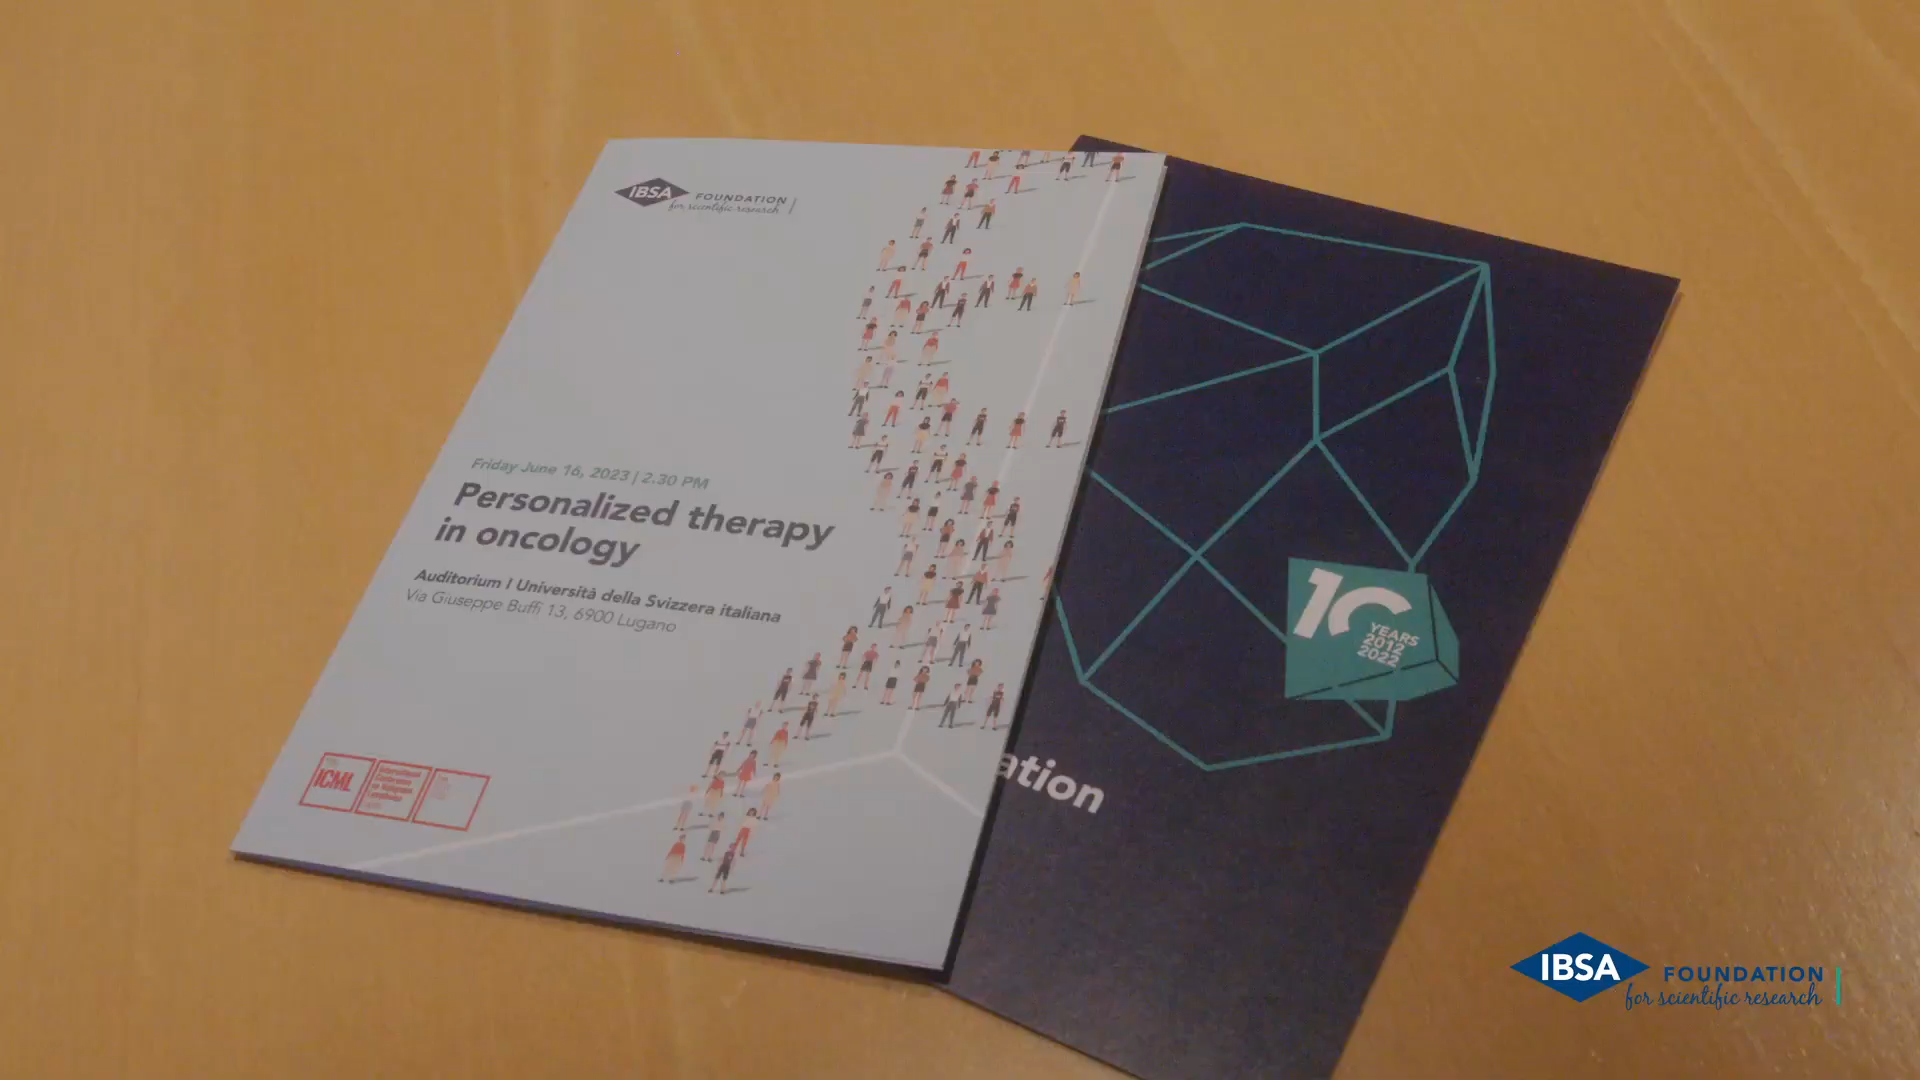 IBSA FOUNDATION
for scientific research
Friday June 16, 2023 | 2.30 PM
Personalized therapy
in oncology
Auditorium | Università della Svizzera italiana
Via Giuseppe Buffi 13, 6900 Lugano
ICML
10
YEARS
2012
2022
ation
IBSA FOUNDATION
for scientific research